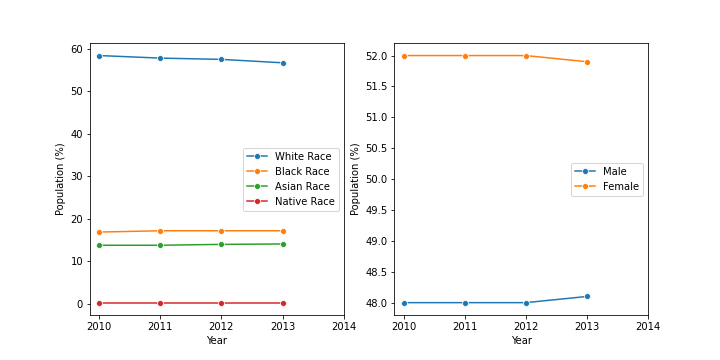 60
50
40
30
20
10
0
Population (%)
White Race
Black Race
Asian Race
Native Race
2010 2011 2012 2013 2014
Year
52.0
51.5
51.0
50.5
50.0
49.5
49.0
48.5
48.0
Population (%)
Male
Female
2010 2011 2012 2013 2014
Year